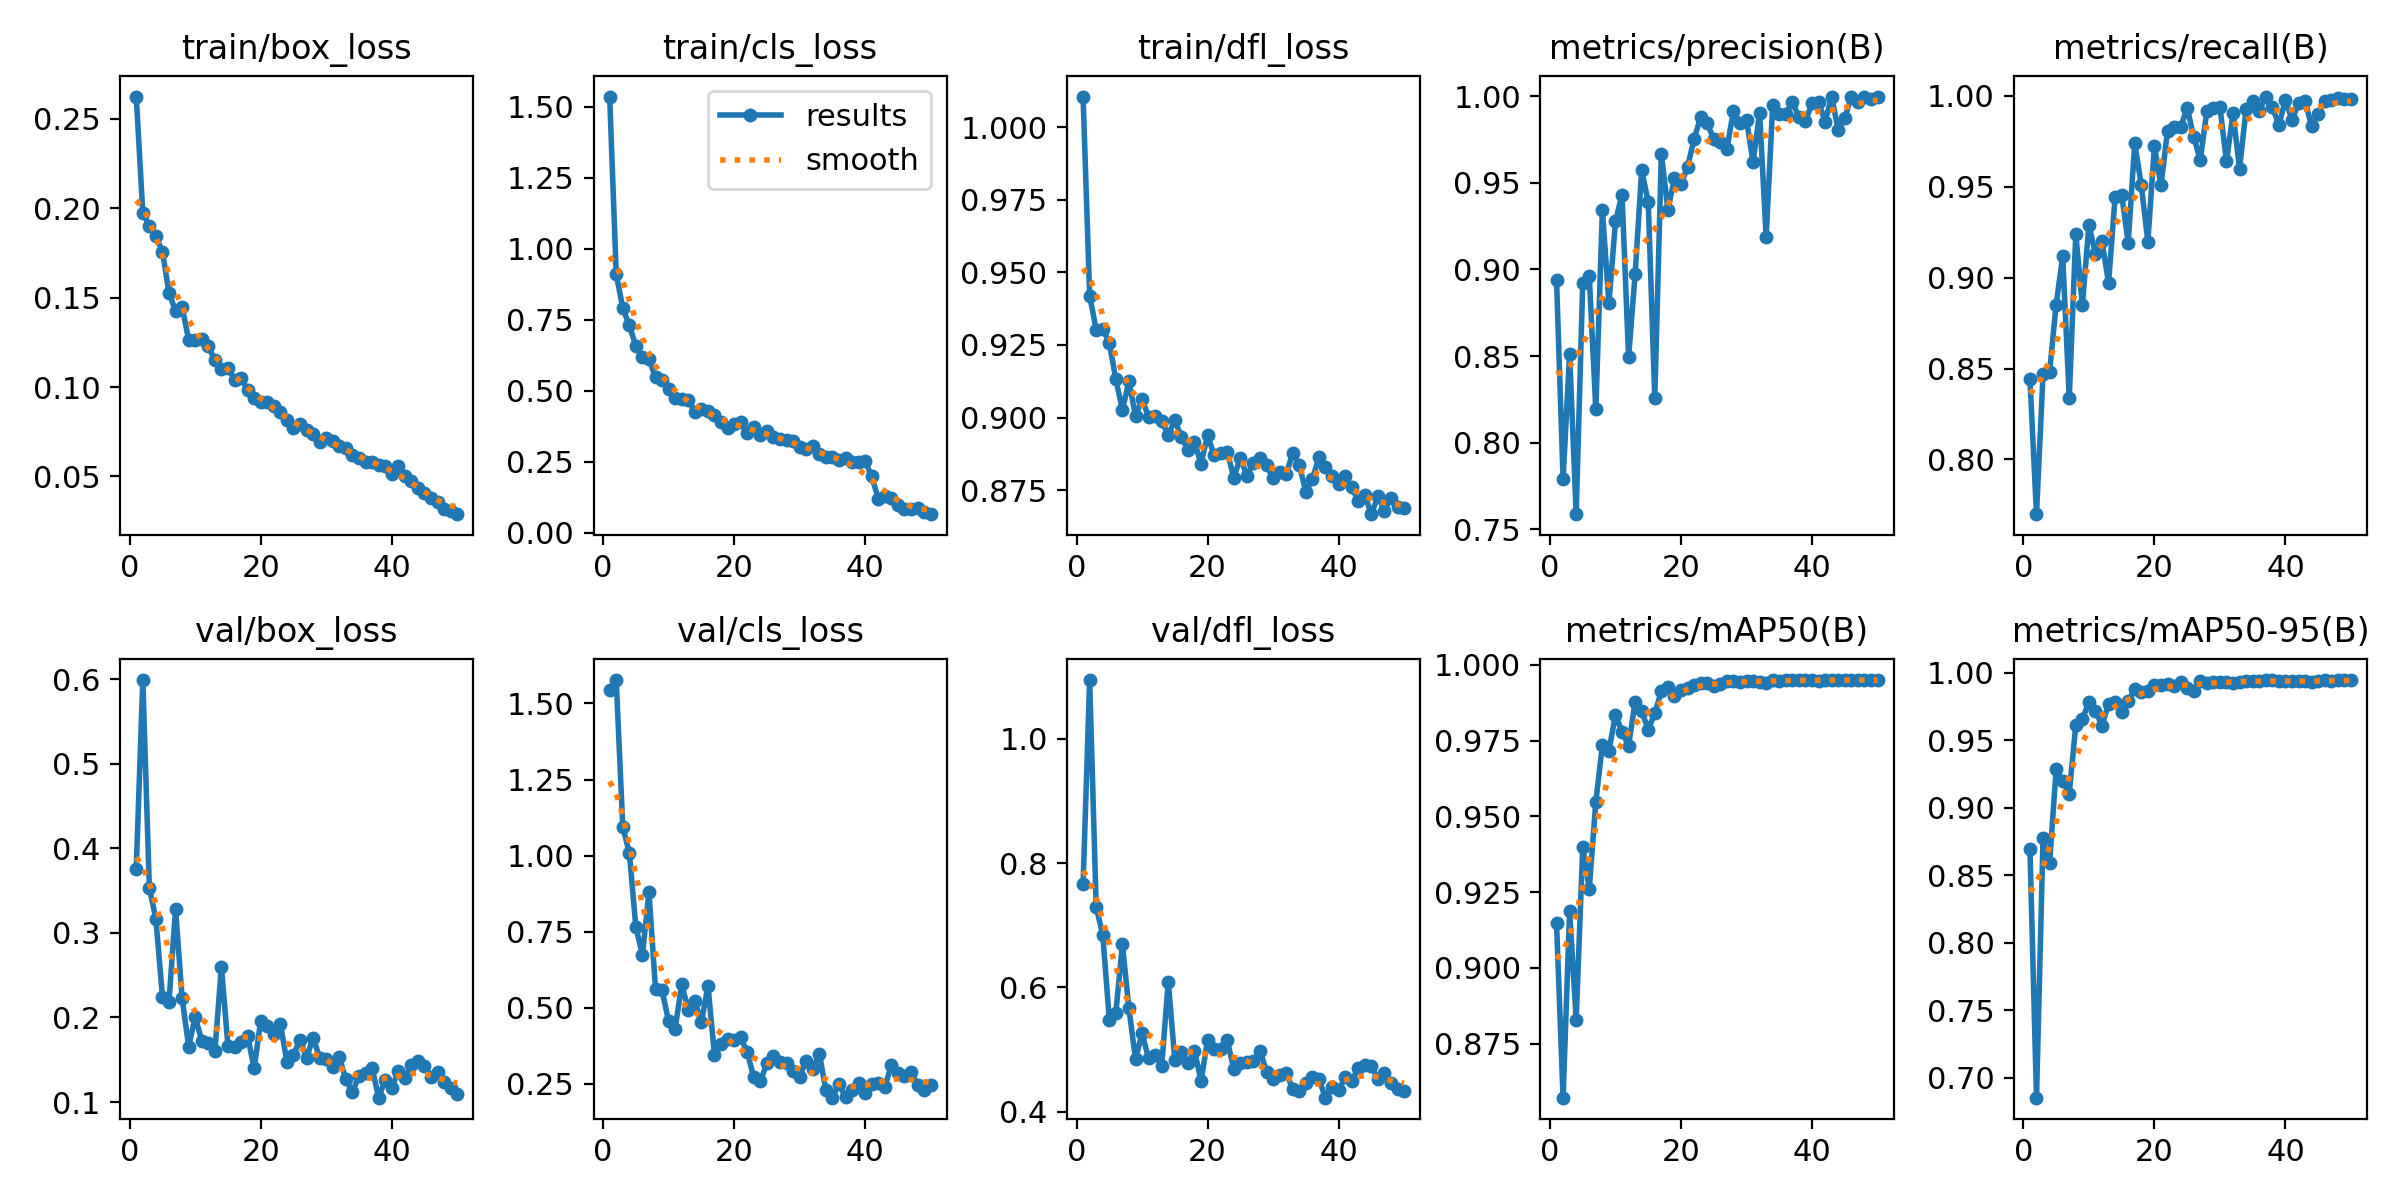 train/box_loss
0.25
0.20
0.15
0.10
0.05
0 20 40
train/cls_loss
results
smooth
1.50
1.25
1.00
0.75
0.50
0.25
0.00
0 20 40
train/dfl_loss
1.000
0.975
0.950
0.925
0.900
0.875
0 20 40
metrics/precision(B)
1.00
0.95
0.90
0.85
0.80
0.75
0 20 40
metrics/recall(B)
1.00
0.95
0.90
0.85
0.80
0 20 40
val/box_loss
0.6
0.5
0.4
0.3
0.2
0.1
0 20 40
val/cls_loss
1.50
1.25
1.00
0.75
0.50
0.25
0 20 40
val/dfl_loss
1.0
0.8
0.6
0.4
0 20 40
metrics/mAP50(B)
1.000
0.975
0.950
0.925
0.900
0.875
0 20 40
metrics/mAP50-95(B)
1.00
0.95
0.90
0.85
0.80
0.75
0.70
0 20 40